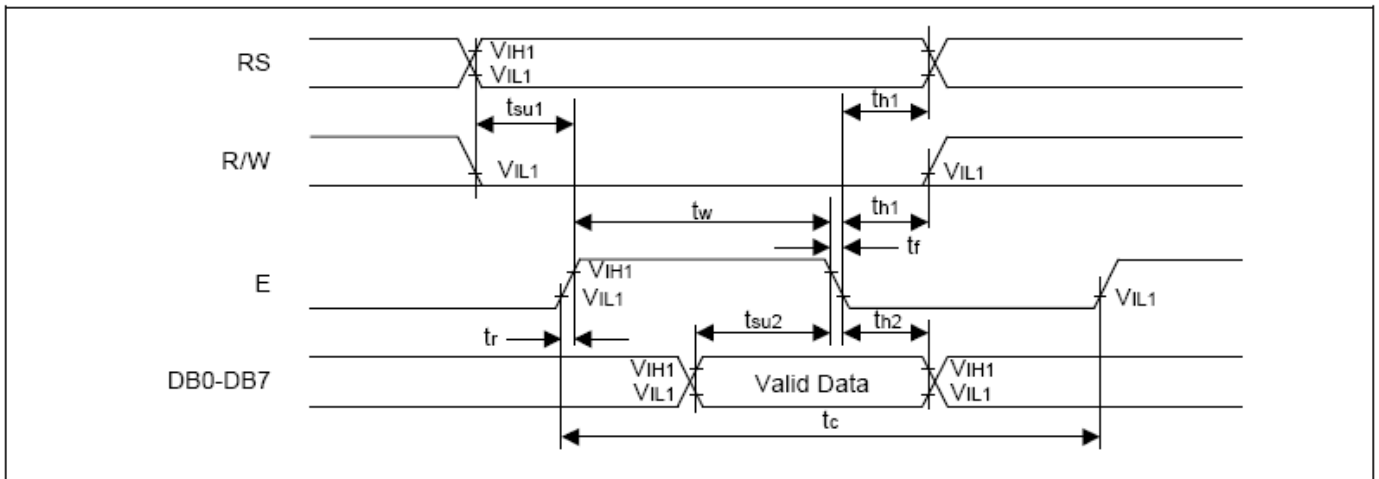 RS
VIH1
VIL1
tsu1
th1
R/W
VIL1
VIL1
tw
th1
tf
E
VIH1
VIL1
VIL1
tsu2
th2
tr
DB0-DB7
VIH1
VIL1
Valid Data
VIH1
VIL1
tc